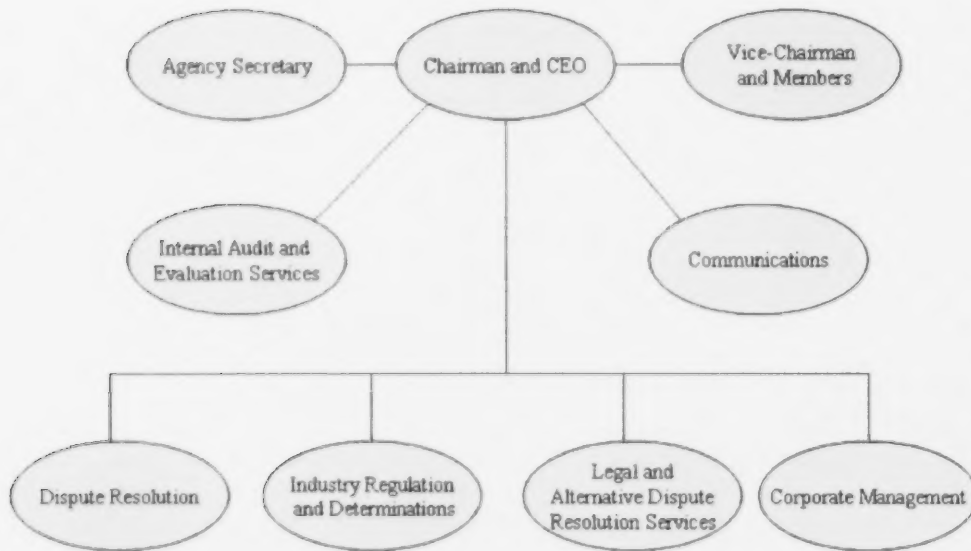 Agency Secretary
Chairman and CEO
Vice-Chairman
and Members
Internal Audit and
Evaluation Services
Communications
Dispute Resolution
Industry Regulation
and Determinations
Legal and
Alternative Dispute
Resolution Services
Corporate Management